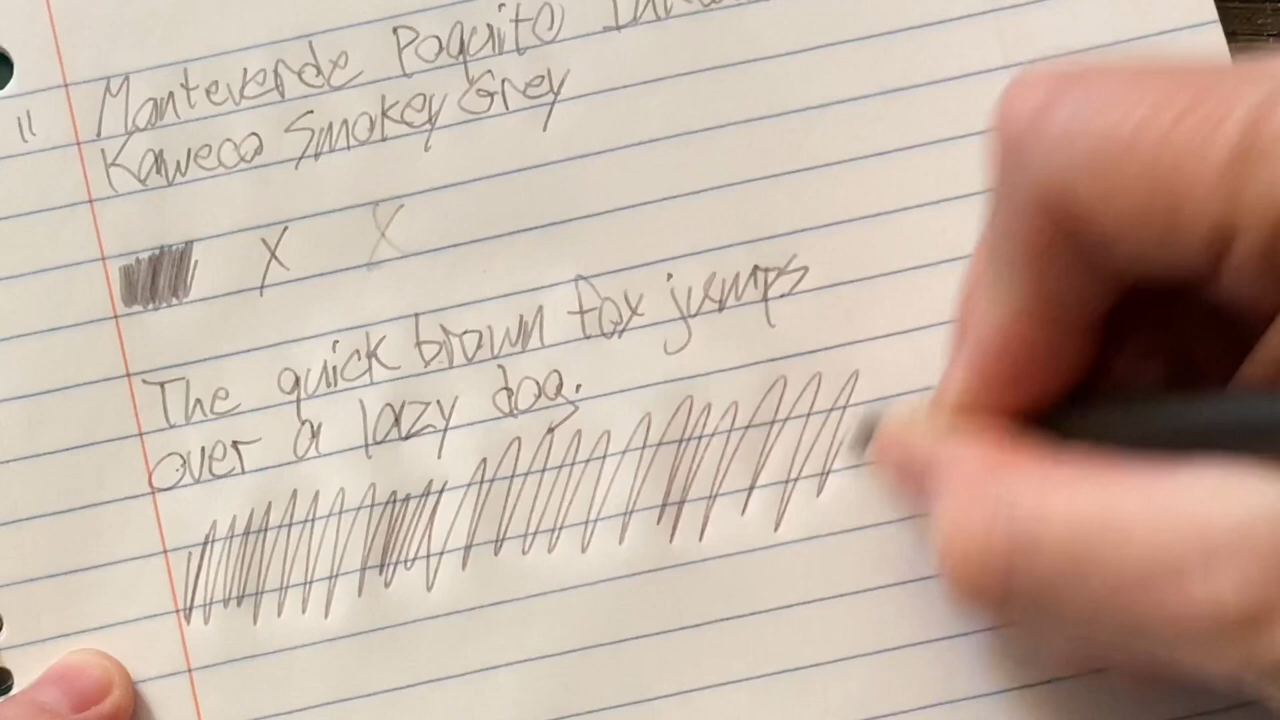 Monteverde Poquito
" Kaweco Smokey Grey
X X
The quick brown fox jumps
over a lazy dog.